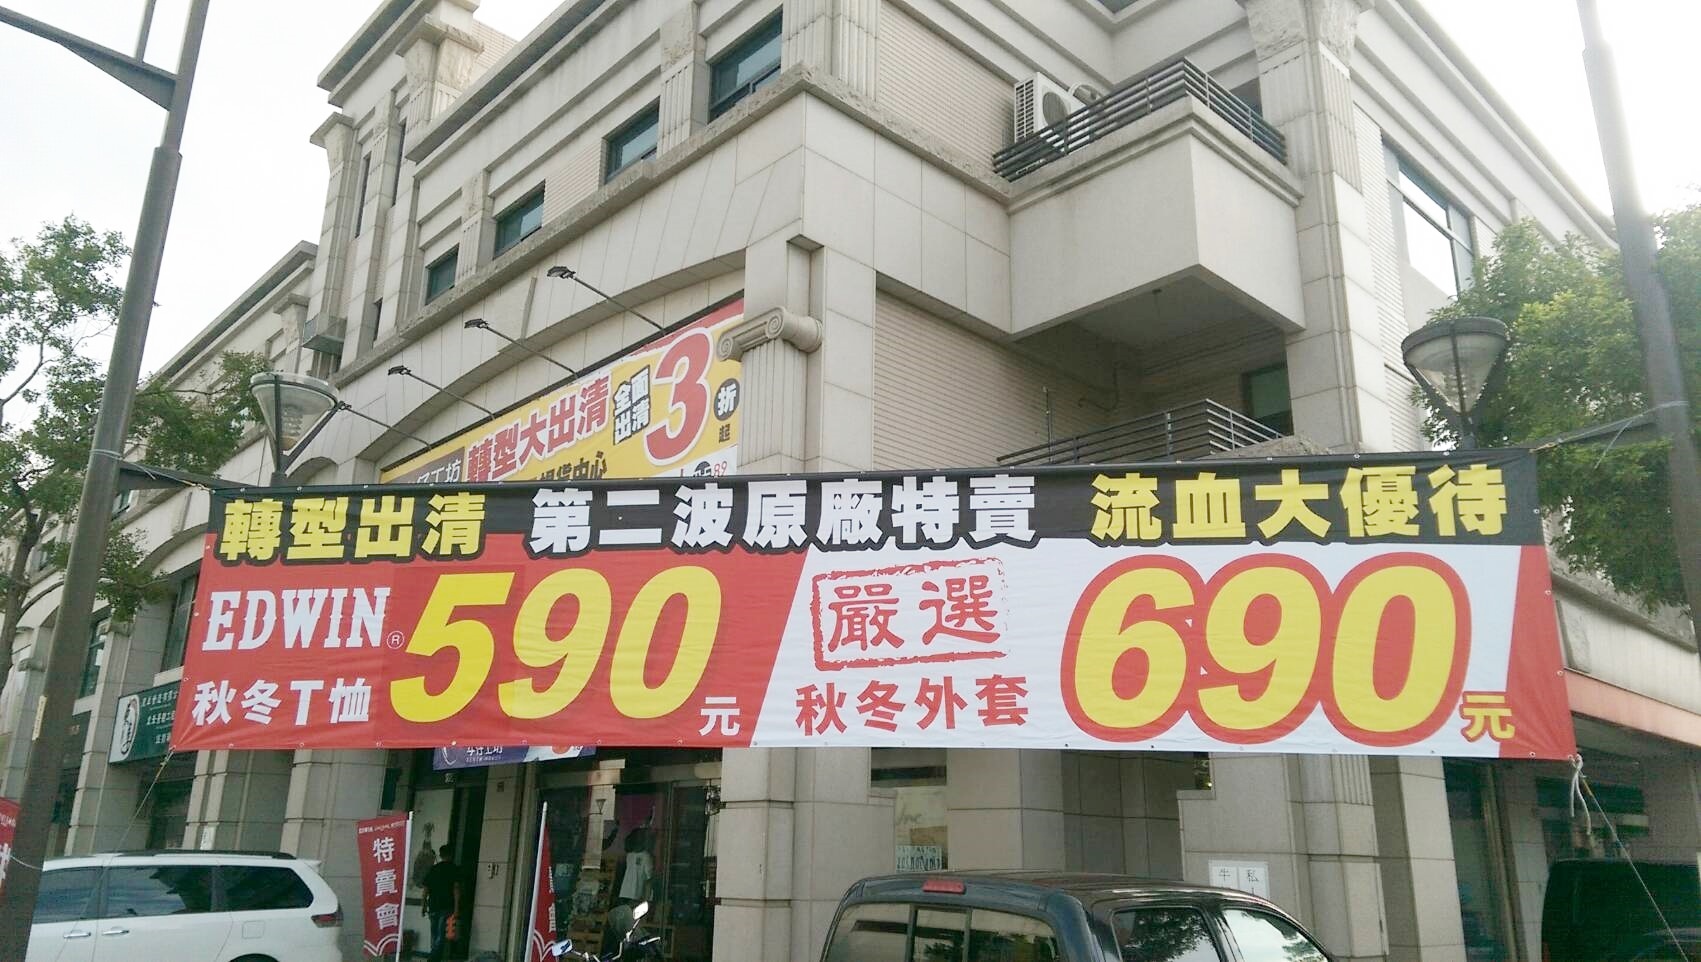 轉型大出清
全面
出清
3
折
起
轉型出清 第二波原廠特賣 流血大優待
EDWIN®
590
元
秋冬T恤
嚴選
690
元
秋冬外套
特賣會